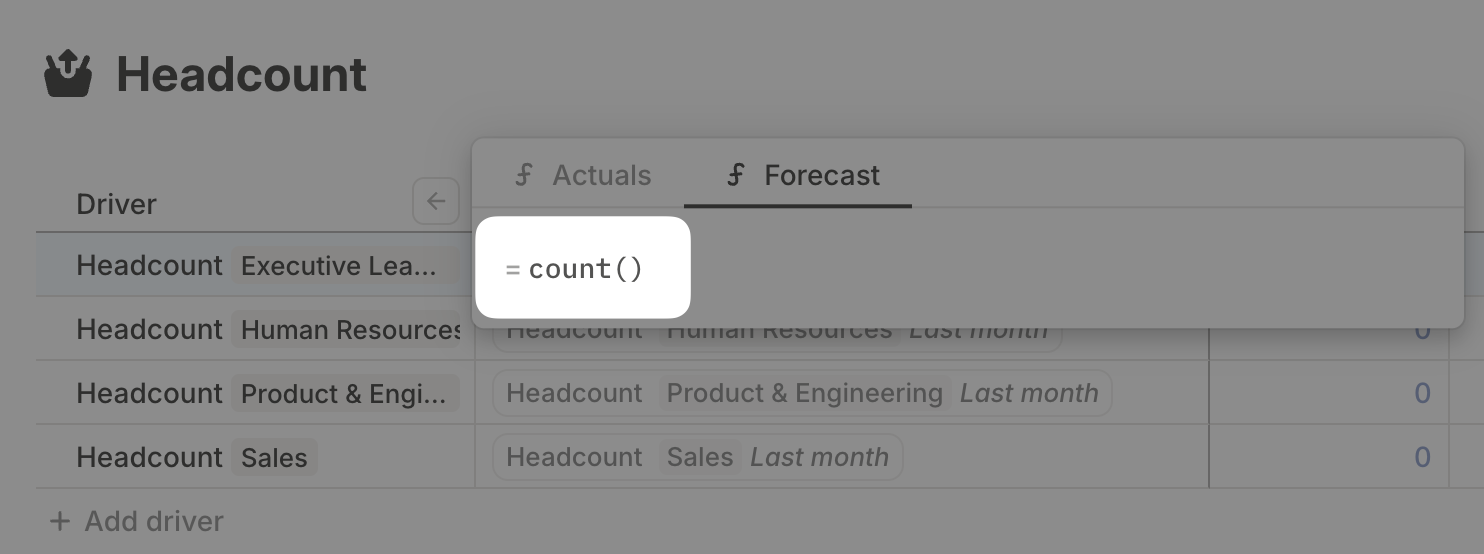 Headcount
Actuals Forecast
Driver
Headcount Executive Lea... = count()
Headcount Human Resources Headcount Human Resources Last month 0
Headcount Product & Engi... Headcount Product & Engineering Last month 0
Headcount Sales Headcount Sales Last month 0
+ Add driver